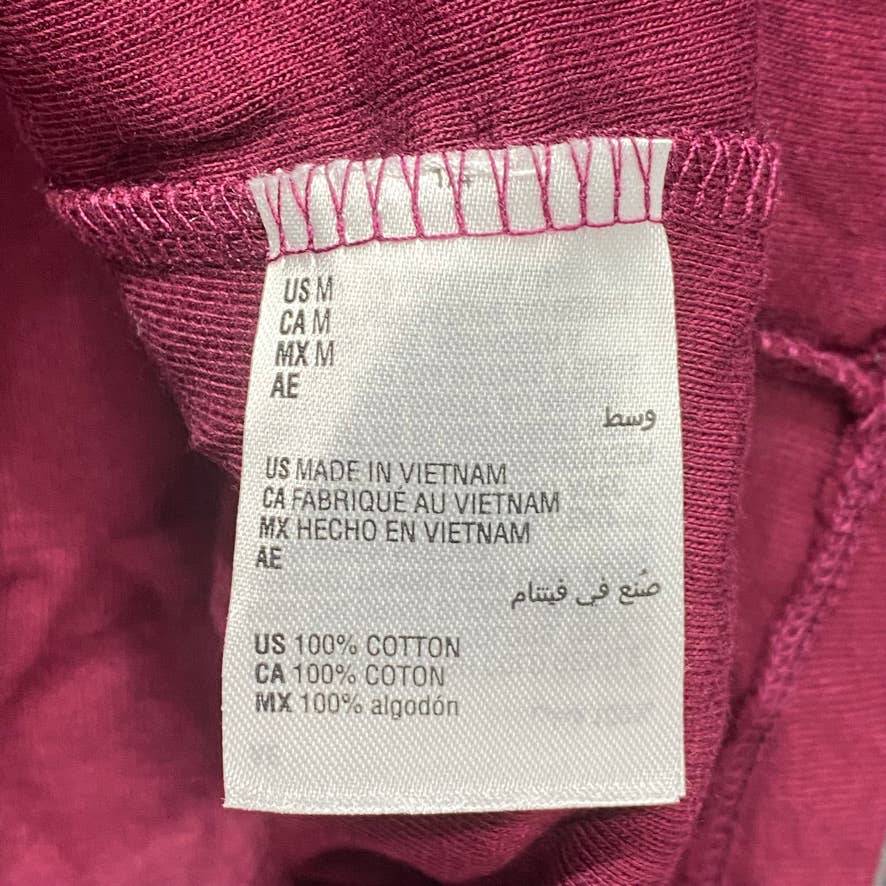 US M
CA M
MX M
AE
وسط
US MADE IN VIETNAM
CA FABRIQUÉ AU VIETNAM
MX HECHO EN VIETNAM
AE
صُنع في فيتنام
US 100% COTTON
CA 100% COTON
MX 100% algodón